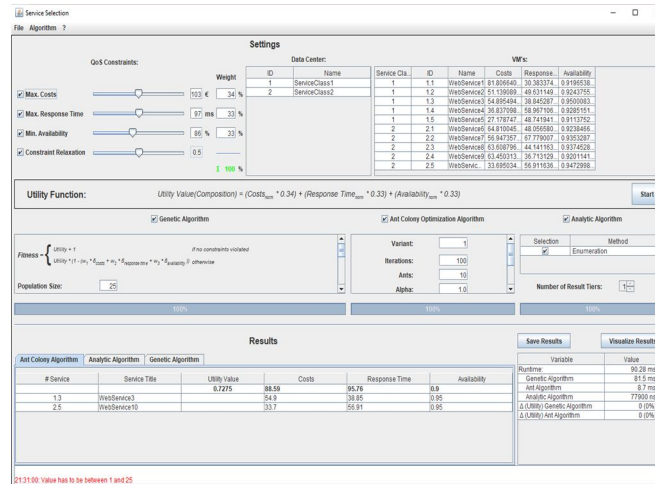 Service Selection
File Algorithm ?
Settings
QoS Constraints:
Weight
Max. Costs 103 € 34 %
Max. Response Time 97 ms 33 %
Min. Availability 86 % 33 %
Constraint Relaxation 0.5
Σ 100 %
Data Center:
ID Name
1 ServiceClass1
2 ServiceClass2
VM's:
Service Cla... ID Name Costs Response... Availability
1 1.1 WebService1 81.806640... 30.383374... 0.9196538...
1 1.2 WebService2 51.139089... 49.631149... 0.9243755...
1 1.3 WebService3 54.895494... 38.845287... 0.9500083...
1 1.4 WebService4 36.837098... 58.967106... 0.9285151...
1 1.5 WebService5 27.178747... 48.741941... 0.9113752...
2 2.1 WebService6 64.810045... 48.056580... 0.9238466...
2 2.2 WebService7 56.947357... 67.779007... 0.9353287...
2 2.3 WebService8 63.608796... 44.141163... 0.9374528...
2 2.4 WebService9 63.450313... 36.713129... 0.9201141...
2 2.5 WebServic... 33.695034... 56.911636... 0.9472998...
Utility Function:
Utility Value(Composition) = (Costs norm * 0.34) + (Response Time norm * 0.33) + (Availability norm * 0.33)
Start
Genetic Algorithm
Fitness = { Utility + 1 if no constraints violated
Utility * (1 - (w1 * δcosts + w2 * δresponse time + w3 * δavailability)) otherwise
Population Size: 25
100%
Ant Colony Optimization Algorithm
Variant: 1
Iterations: 100
Ants: 10
Alpha: 1.0
100%
Analytic Algorithm
Selection Method
Enumeration
Number of Result Tiers: 1
100%
Results
Ant Colony Algorithm Analytic Algorithm Genetic Algorithm
# Service Service Title Utility Value Costs Response Time Availability
0.7275 88.59 95.76 0.9
1.3 WebService3 54.9 38.85 0.95
2.5 WebService10 33.7 56.91 0.95
Save Results
Visualize Results
Variable Value
Runtime: 90.28 ms
Genetic Algorithm 81.5 ms
Ant Algorithm 8.7 ms
Analytic Algorithm 77900 ns
Δ (Utility) Genetic Algorithm 0 (0%)
Δ (Utility) Ant Algorithm 0 (0%)
21:31:00: Value has to be between 1 and 25